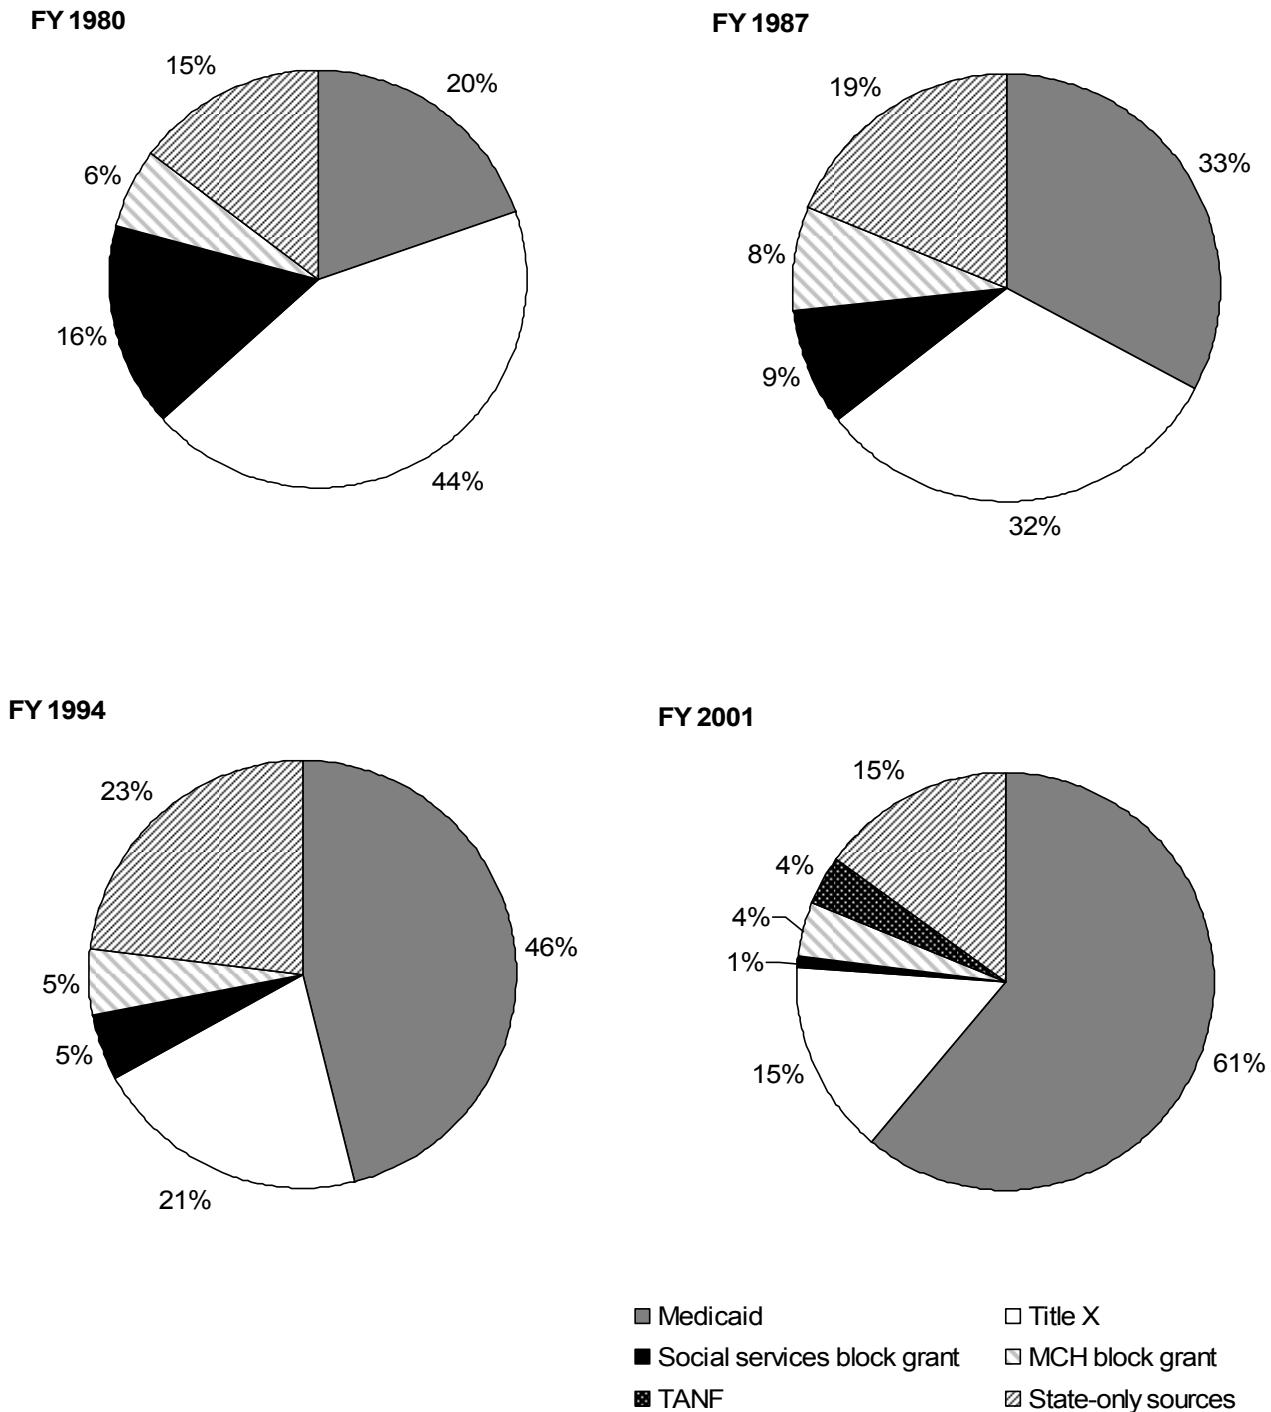 FY 1980
15%
20%
6%
16%
44%
FY 1987
19%
33%
8%
9%
32%
FY 1994
23%
46%
5%
5%
21%
FY 2001
15%
4%
4%
1%
15%
61%
Medicaid
Title X
Social services block grant
MCH block grant
TANF
State-only sources